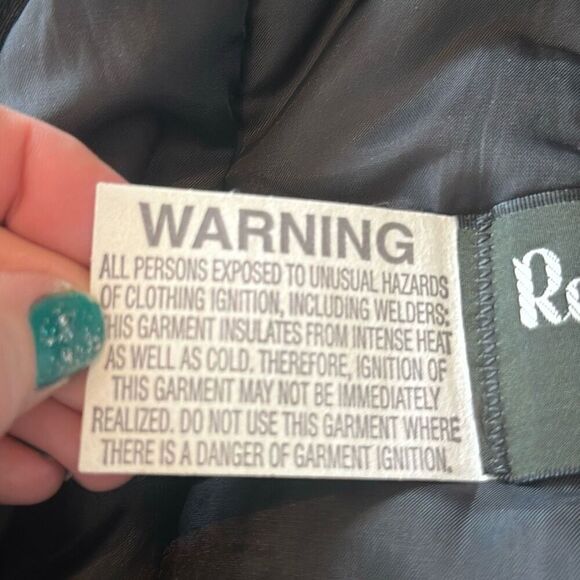 WARNING
ALL PERSONS EXPOSED TO UNUSUAL HAZARDS
OF CLOTHING IGNITION, INCLUDING WELDERS:
THIS GARMENT INSULATES FROM INTENSE HEAT
AS WELL AS COLD. THEREFORE, IGNITION OF
THIS GARMENT MAY NOT BE IMMEDIATELY
REALIZED. DO NOT USE THIS GARMENT WHERE
THERE IS A DANGER OF GARMENT IGNITION.